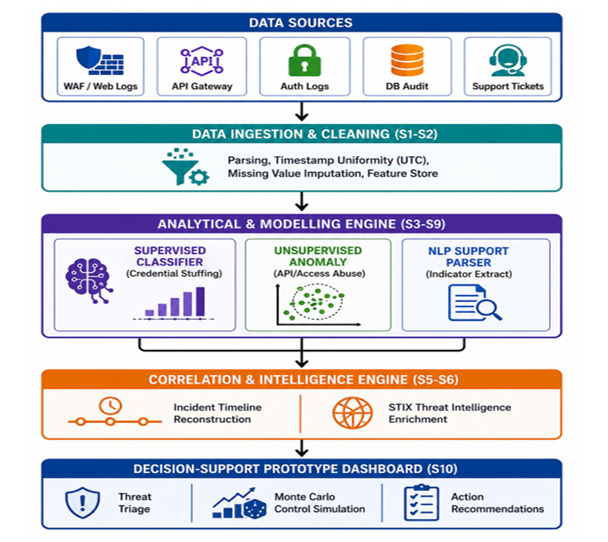 DATA SOURCES
API
WAF / Web Logs
API Gateway
Auth Logs
DB Audit
Support Tickets
DATA INGESTION & CLEANING (S1-S2)
Parsing, Timestamp Uniformity (UTC),
Missing Value Imputation, Feature Store
ANALYTICAL & MODELLING ENGINE (S3-S9)
SUPERVISED
CLASSIFIER
(Credential Stuffing)
UNSUPERVISED
ANOMALY
(API/Access Abuse)
NLP SUPPORT
PARSER
(Indicator Extract)
CORRELATION & INTELLIGENCE ENGINE (S5-S6)
Incident Timeline
Reconstruction
STIX Threat Intelligence
Enrichment
DECISION-SUPPORT PROTOTYPE DASHBOARD (S10)
Threat
Triage
Monte Carlo
Control Simulation
Action
Recommendations